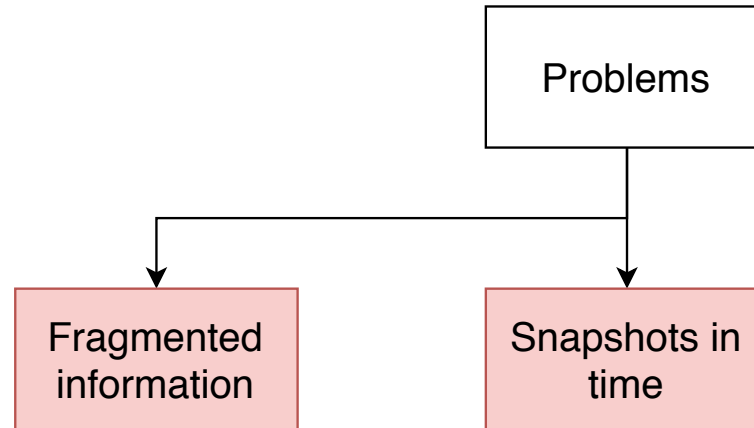 Problems
Fragmented
information
Snapshots in
time